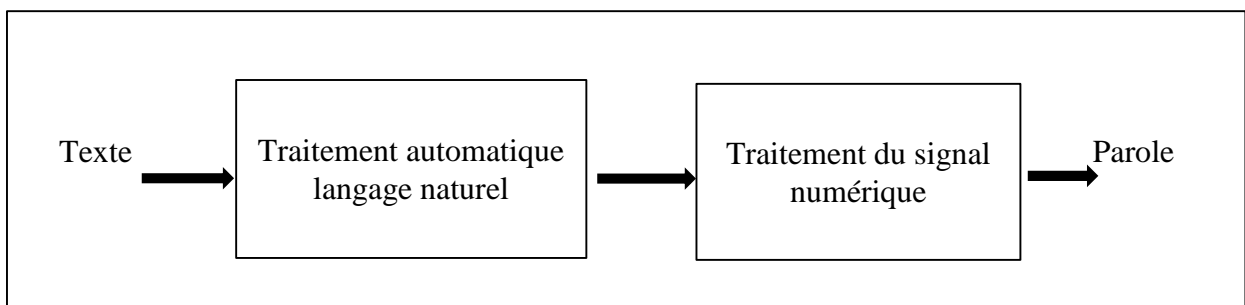 Texte
Traitement automatique
langage naturel
Traitement du signal
numérique
Parole